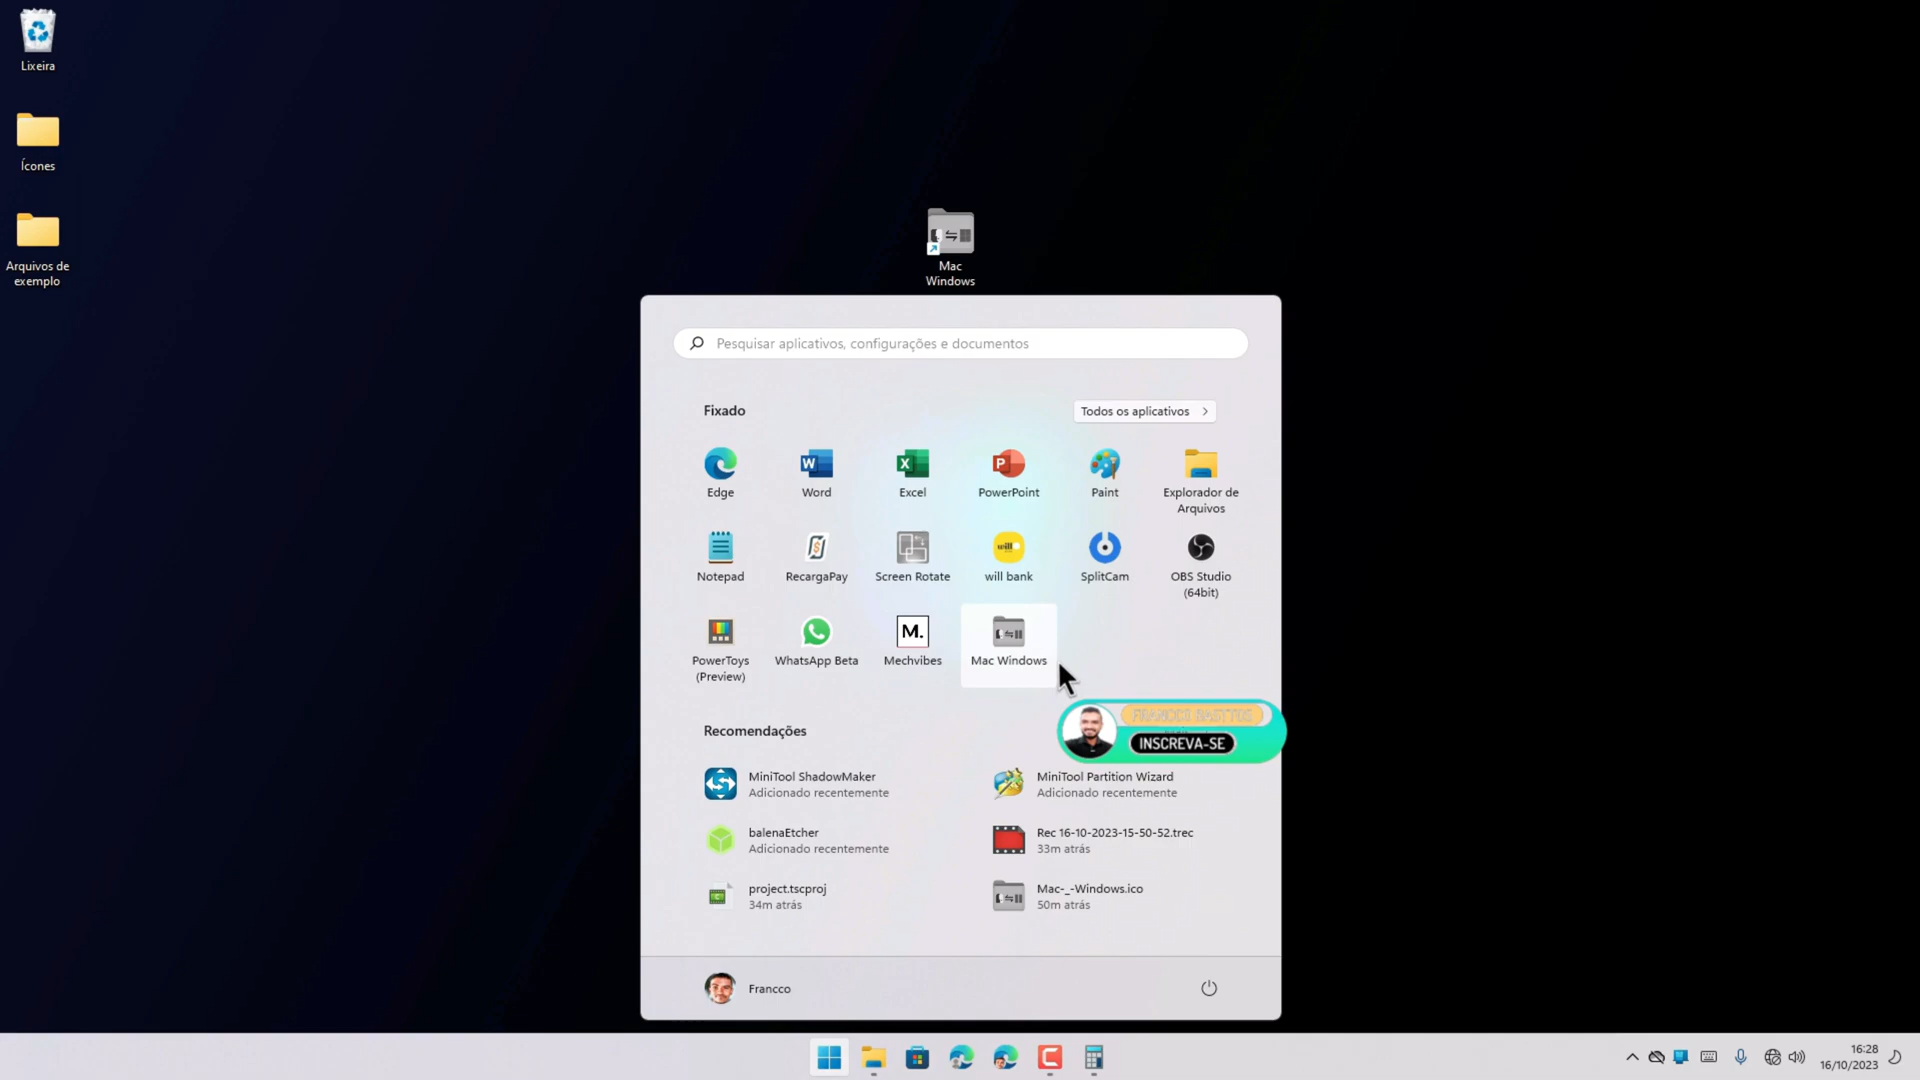 Lixeira
Ícones
Arquivos de
exemplo
Mac
Windows
Pesquisar aplicativos, configurações e documentos
Fixado
Todos os aplicativos
Edge
Word
Excel
PowerPoint
Paint
Explorador de
Arquivos
Notepad
RecargaPay
Screen Rotate
will bank
SplitCam
OBS Studio
(64bit)
PowerToys
(Preview)
WhatsApp Beta
M.
Mechvibes
Mac Windows
Recomendações
FRANCCO BASTTOS
INSCREVA-SE
MiniTool ShadowMaker
Adicionado recentemente
MiniTool Partition Wizard
Adicionado recentemente
balenaEtcher
Adicionado recentemente
Rec 16-10-2023-15-50-52.trec
33m atrás
project.tscproj
34m atrás
Mac-_-Windows.ico
50m atrás
Francco
16:28
16/10/2023